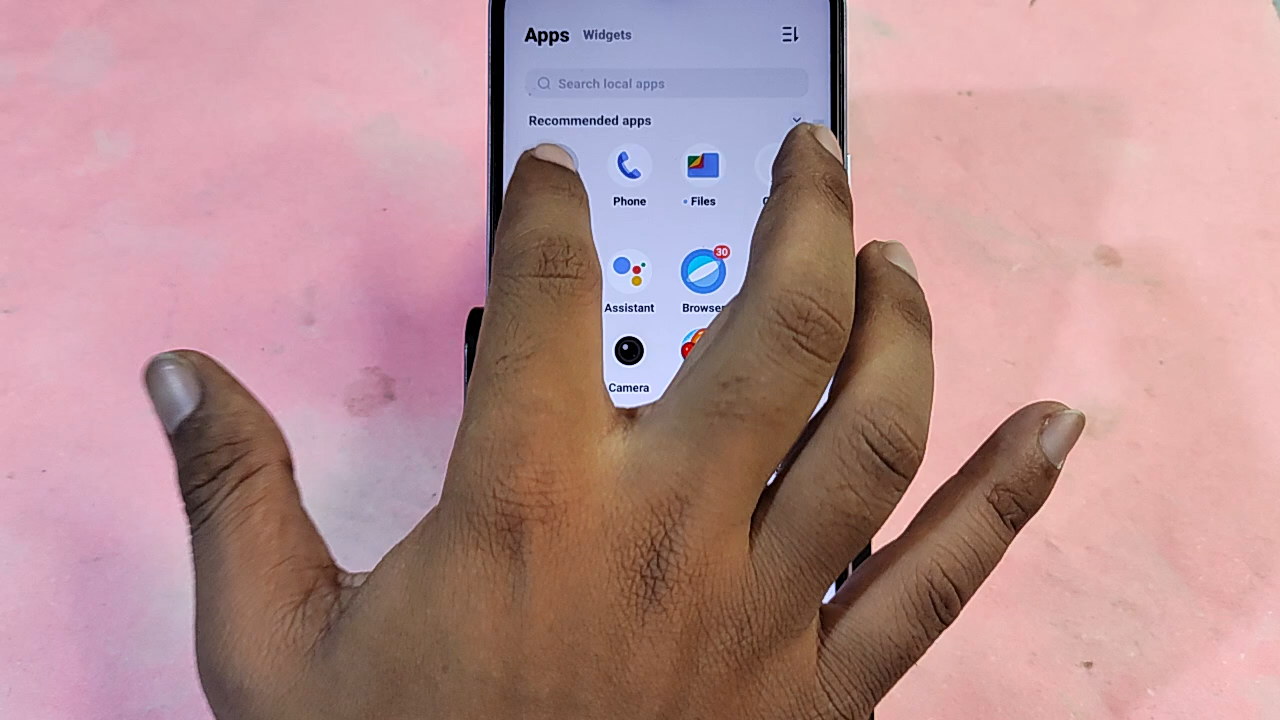 Apps Widgets
Search local apps
Recommended apps
Phone Files
30
Assistant Browser
Camera